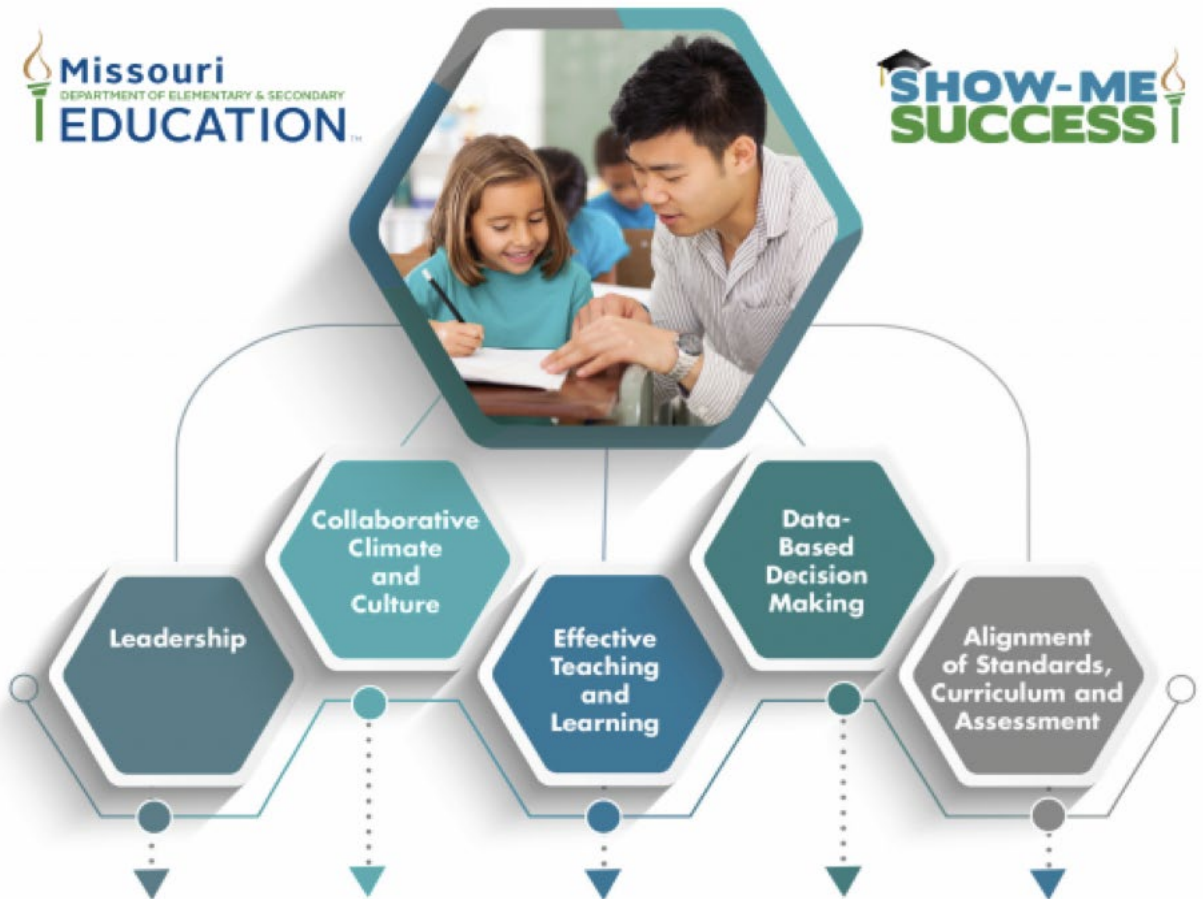 Missouri
DEPARTMENT OF ELEMENTARY & SECONDARY
EDUCATION™
SHOW-ME
SUCCESS
Leadership
Collaborative
Climate
and
Culture
Effective
Teaching
and
Learning
Data-
Based
Decision
Making
Alignment
of Standards,
Curriculum and
Assessment